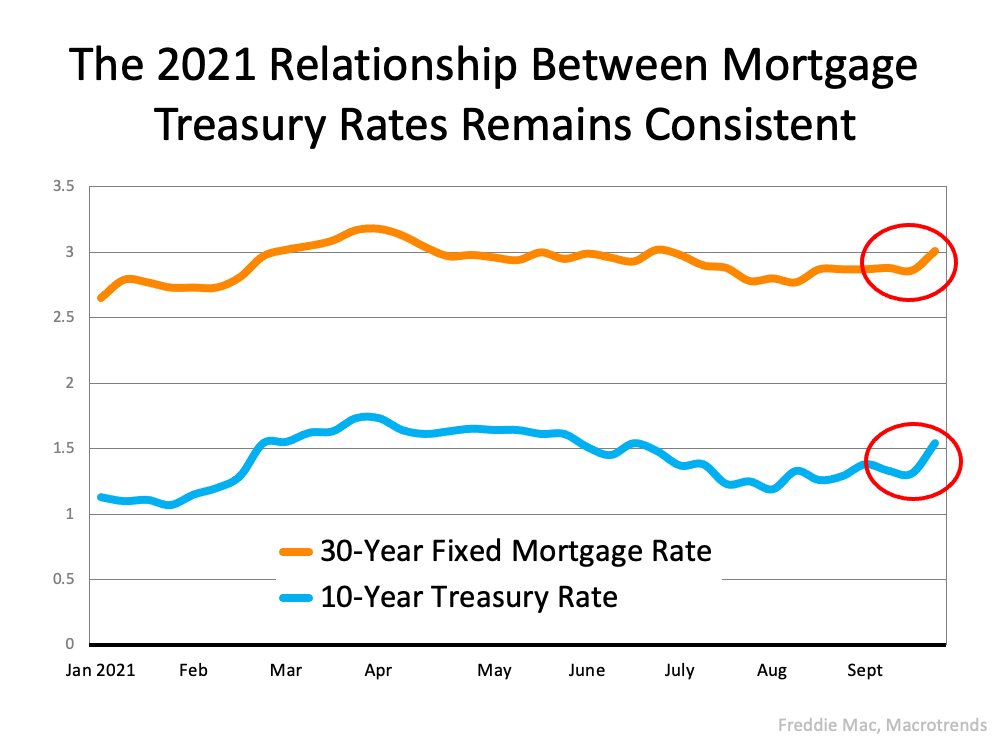 The 2021 Relationship Between Mortgage
Treasury Rates Remains Consistent
3.5
3
2.5
2
1.5
1
0.5
0
30-Year Fixed Mortgage Rate
10-Year Treasury Rate
Jan 2021 Feb Mar Apr May June July Aug Sept
Freddie Mac, Macrotrends